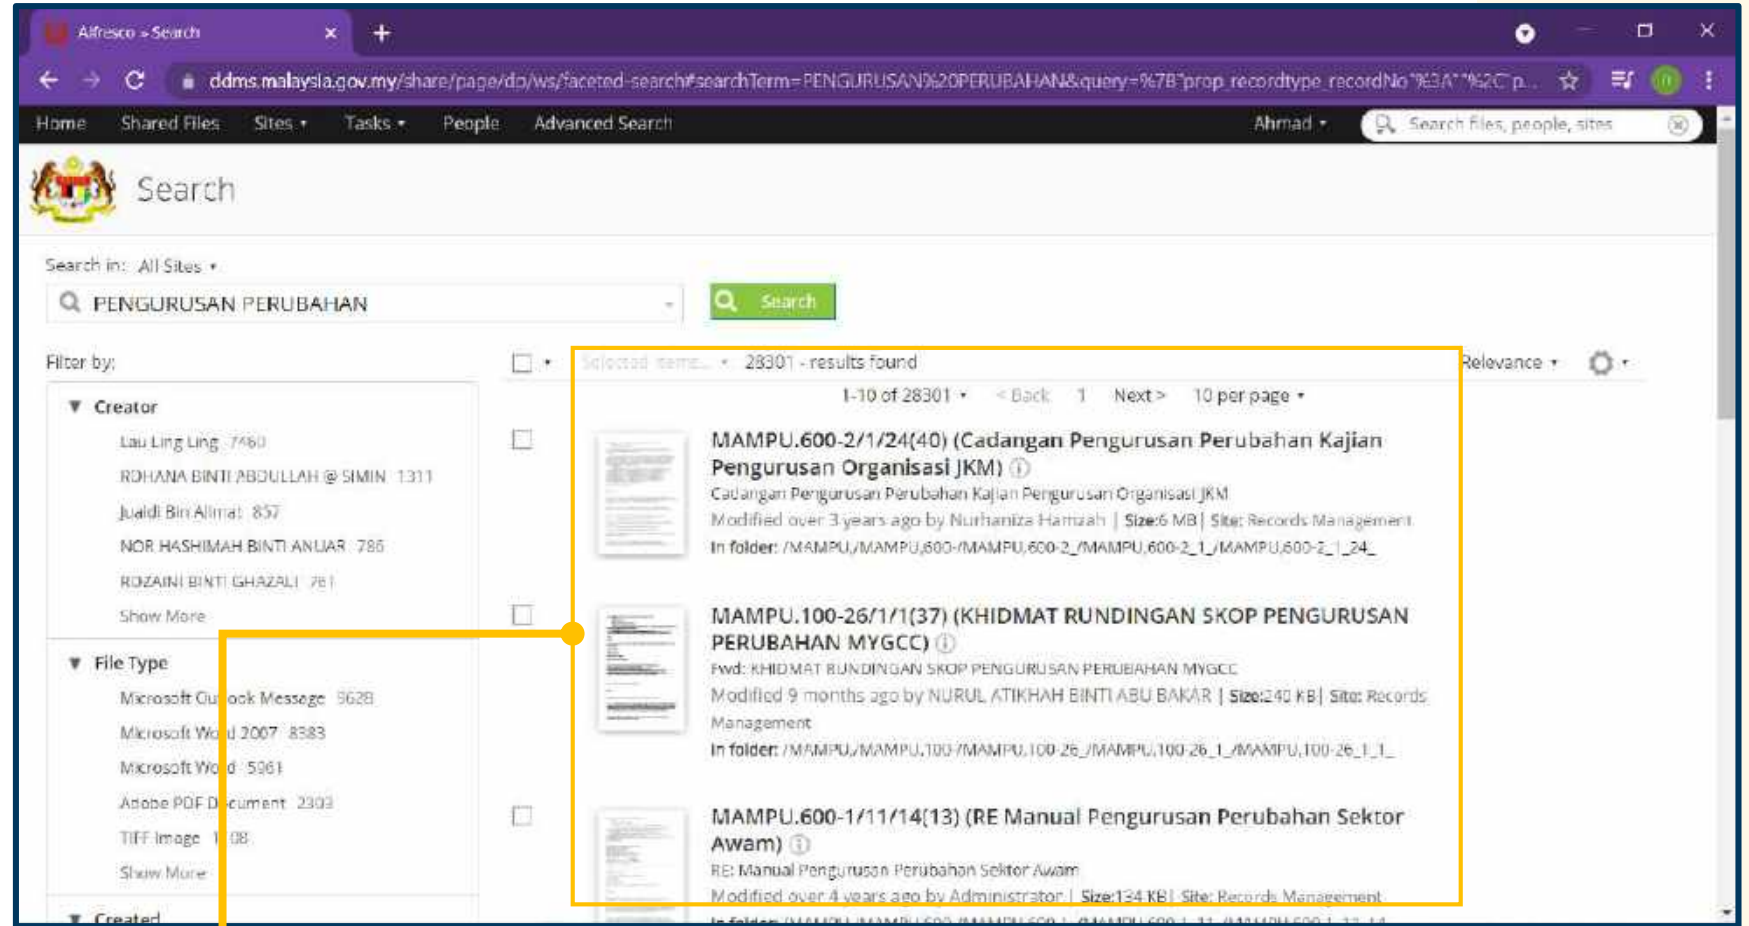 Alfresco » Search
ddms.malaysia.gov.my/share/page/dp/ws/faceted-search#searchTerm=PENGURUSAN%20PERUBAHAN&query=%7B"prop_recordtype_recordNo"%3A""%2C"p...
Home Shared Files Sites Tasks People Advanced Search Ahmad Search files, people, sites
Search
Search in: All Sites
PENGURUSAN PERUBAHAN Search
Filter by:
Selected items... 28301 - results found Relevance
1-10 of 28301 < Back 1 Next > 10 per page
Creator
Lau Ling Ling 7460
ROHANA BINTI ABDULLAH @ SIMIN 1311
Jualdi Bin Alimat 857
NOR HASHIMAH BINTI ANUAR 786
ROZAINI BINTI GHAZALI 761
Show More
File Type
Microsoft Outlook Message 9628
Microsoft Word 2007 8383
Microsoft Word 5961
Adobe PDF Document 2303
TIFF Image
Show More
Created
MAMPU.600-2/1/24(40) (Cadangan Pengurusan Perubahan Kajian
Pengurusan Organisasi JKM)
Cadangan Pengurusan Perubahan Kajian Pengurusan Organisasi JKM
Modified over 3 years ago by Nurhaniza Hamzah | Size:6 MB| Site: Records Management
In folder: /MAMPU./MAMPU.600-/MAMPU.600-2_/MAMPU.600-2_1_/MAMPU.600-2_1_24_
MAMPU.100-26/1/1(37) (KHIDMAT RUNDINGAN SKOP PENGURUSAN
PERUBAHAN MYGCC)
Fwd: KHIDMAT RUNDINGAN SKOP PENGURUSAN PERUBAHAN MYGCC
Modified 9 months ago by NURUL ATIKHAH BINTI ABU BAKAR | Size:240 KB| Site: Records
Management
In folder: /MAMPU./MAMPU.100-/MAMPU.100-26_/MAMPU.100-26_1_/MAMPU.100-26_1_1_
MAMPU.600-1/11/14(13) (RE Manual Pengurusan Perubahan Sektor
Awam)
RE: Manual Pengurusan Perubahan Sektor Awam
Modified over 4 years ago by Administrator | Size:134 KB| Site: Records Management